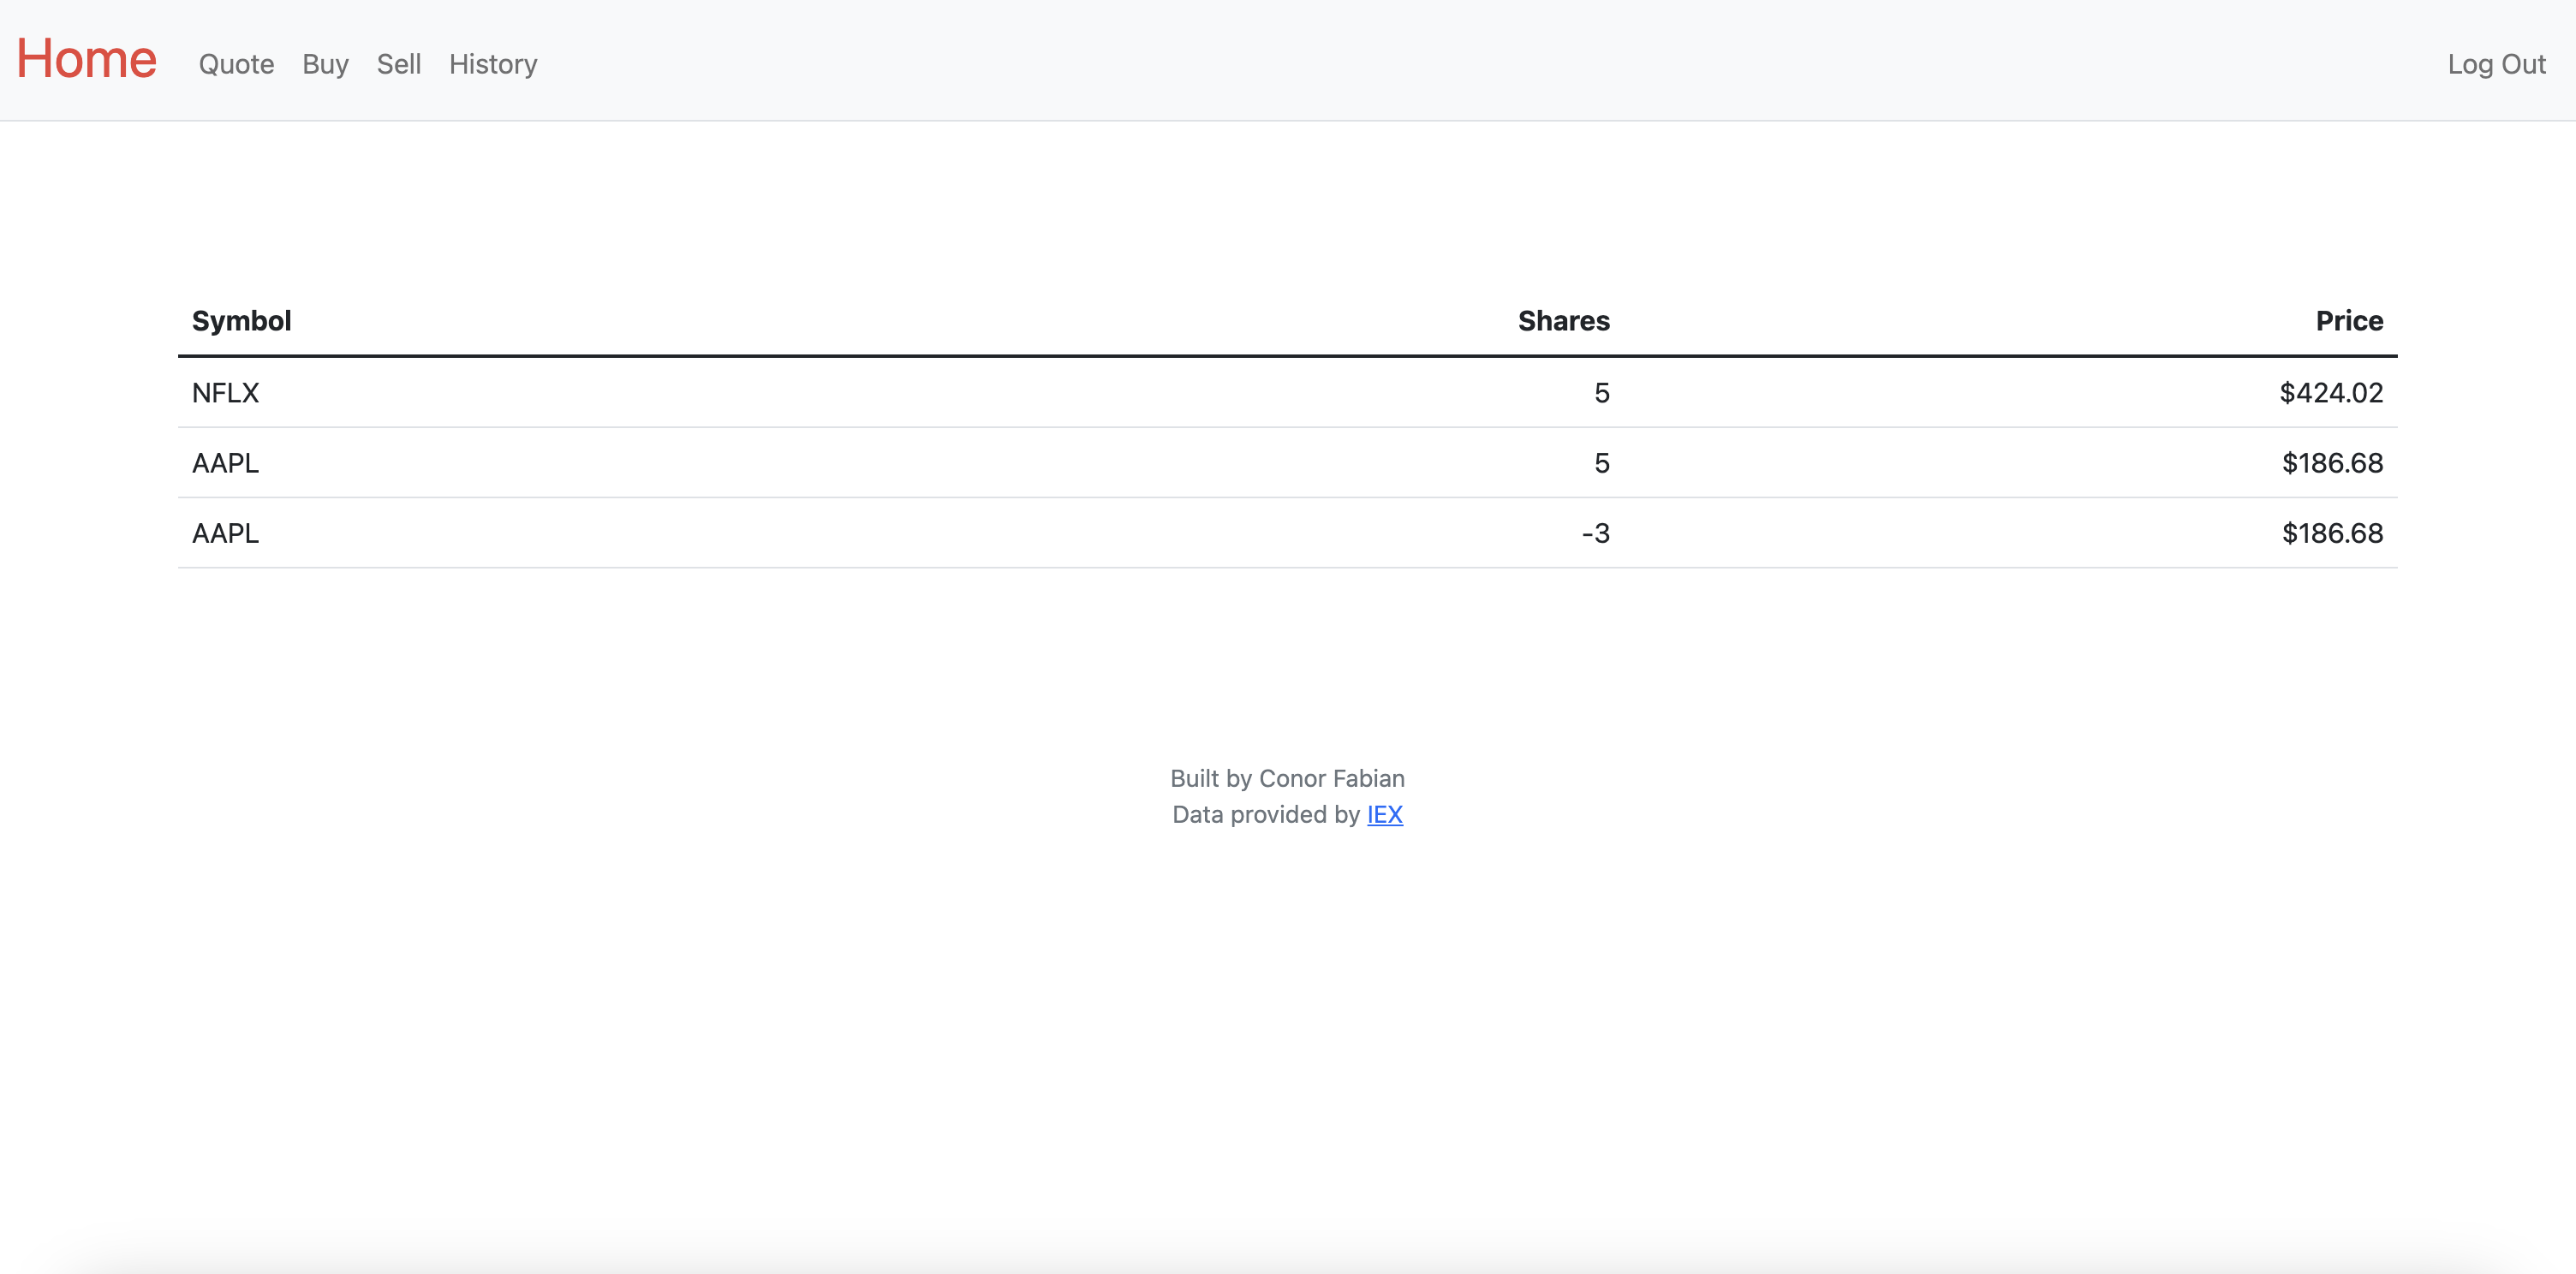 Home Quote Buy Sell History Log Out
Symbol Shares Price
NFLX 5 $424.02
AAPL 5 $186.68
AAPL -3 $186.68
Built by Conor Fabian
Data provided by IEX